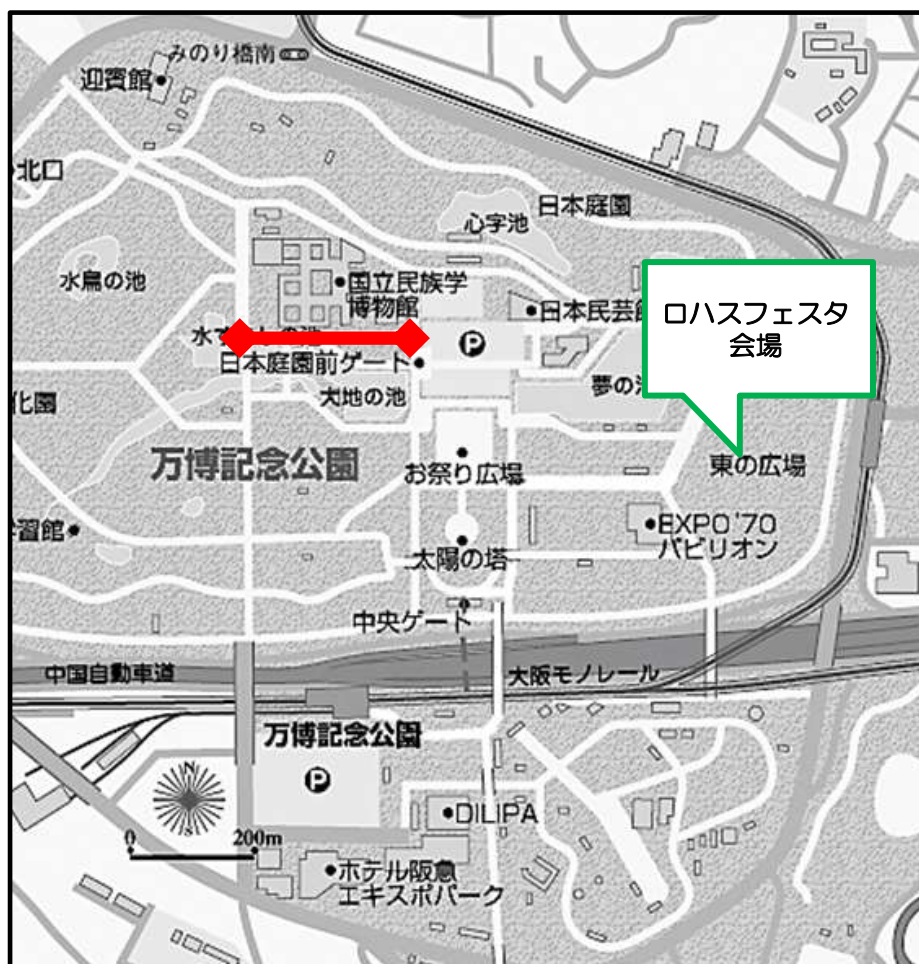 みのり橋南
迎賓館
北口
日本庭園
心字池
水鳥の池
国立民族学
博物館
日本民芸館
ロハスフェスタ
会場
P
日本庭園前ゲート
大地の池
夢の池
化園
万博記念公園
お祭り広場
東の広場
学習館
EXPO'70
パビリオン
太陽の塔
中央ゲート
中国自動車道
大阪モノレール
万博記念公園
P
N
S
0 200m
DILIPA
ホテル阪急
エキスポパーク